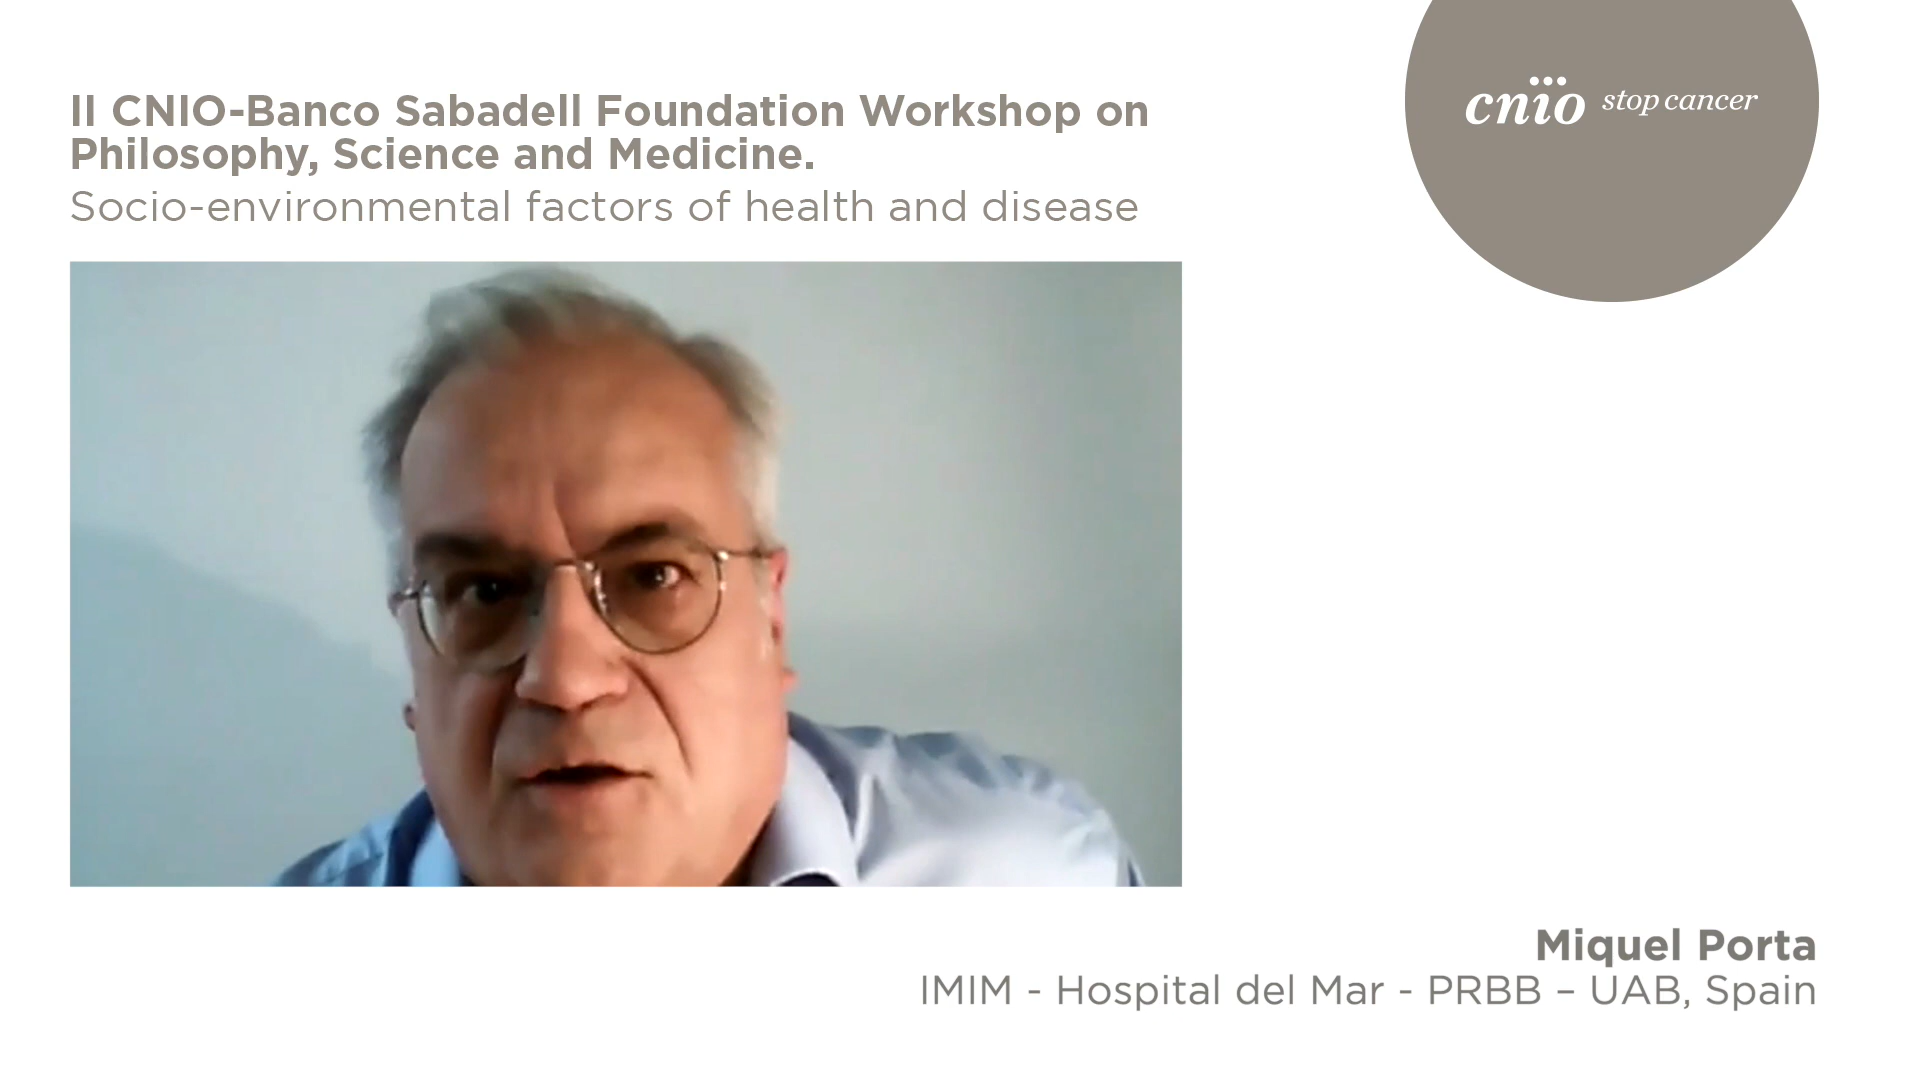 II CNIO-Banco Sabadell Foundation Workshop on
Philosophy, Science and Medicine.
Socio-environmental factors of health and disease
cnio stop cancer
Miquel Porta
IMIM - Hospital del Mar - PRBB – UAB, Spain